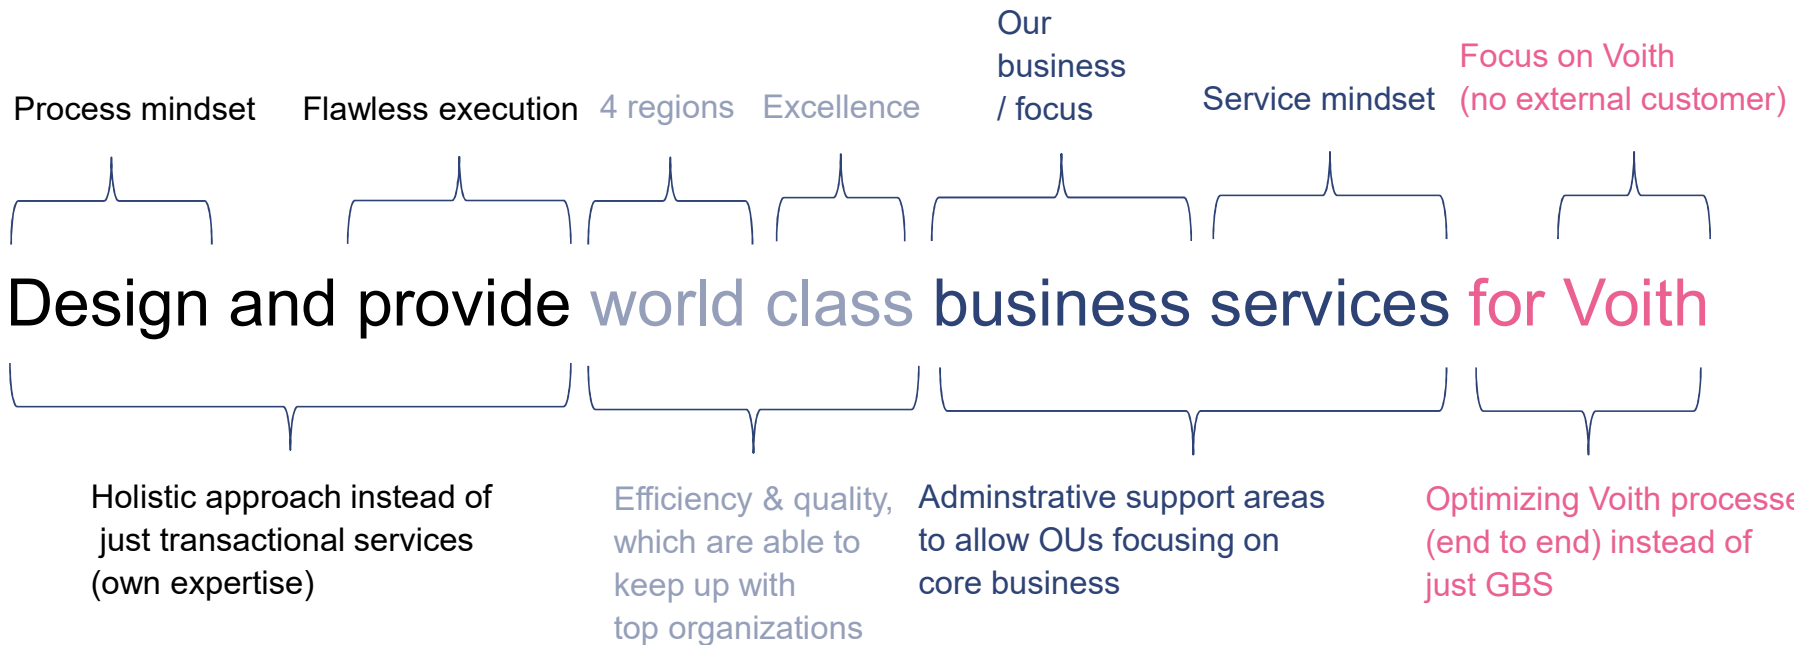 Our
business
/ focus
Focus on Voith
(no external customer)
Process mindset
Flawless execution
4 regions
Excellence
Service mindset
Design and provide world class business services for Voith
Holistic approach instead of
just transactional services
(own expertise)
Efficiency & quality,
which are able to
keep up with
top organizations
Adminstrative support areas
to allow OUs focusing on
core business
Optimizing Voith processe
(end to end) instead of
just GBS